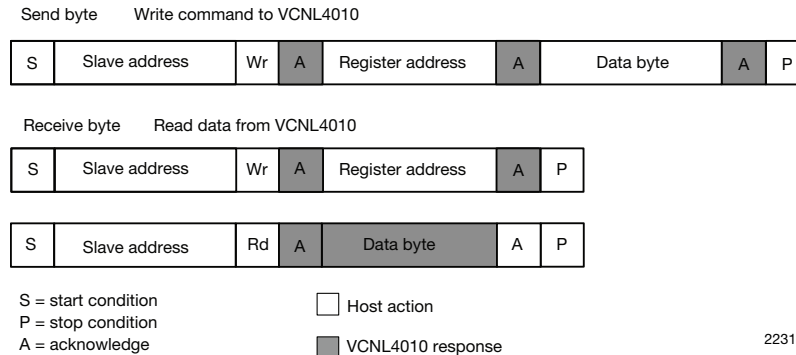 Send byte Write command to VCNL4010
S Slave address Wr A Register address A Data byte A P
Receive byte Read data from VCNL4010
S Slave address Wr A Register address A P
S Slave address Rd A Data byte A P
S = start condition
P = stop condition
A = acknowledge
Host action
VCNL4010 response
2231